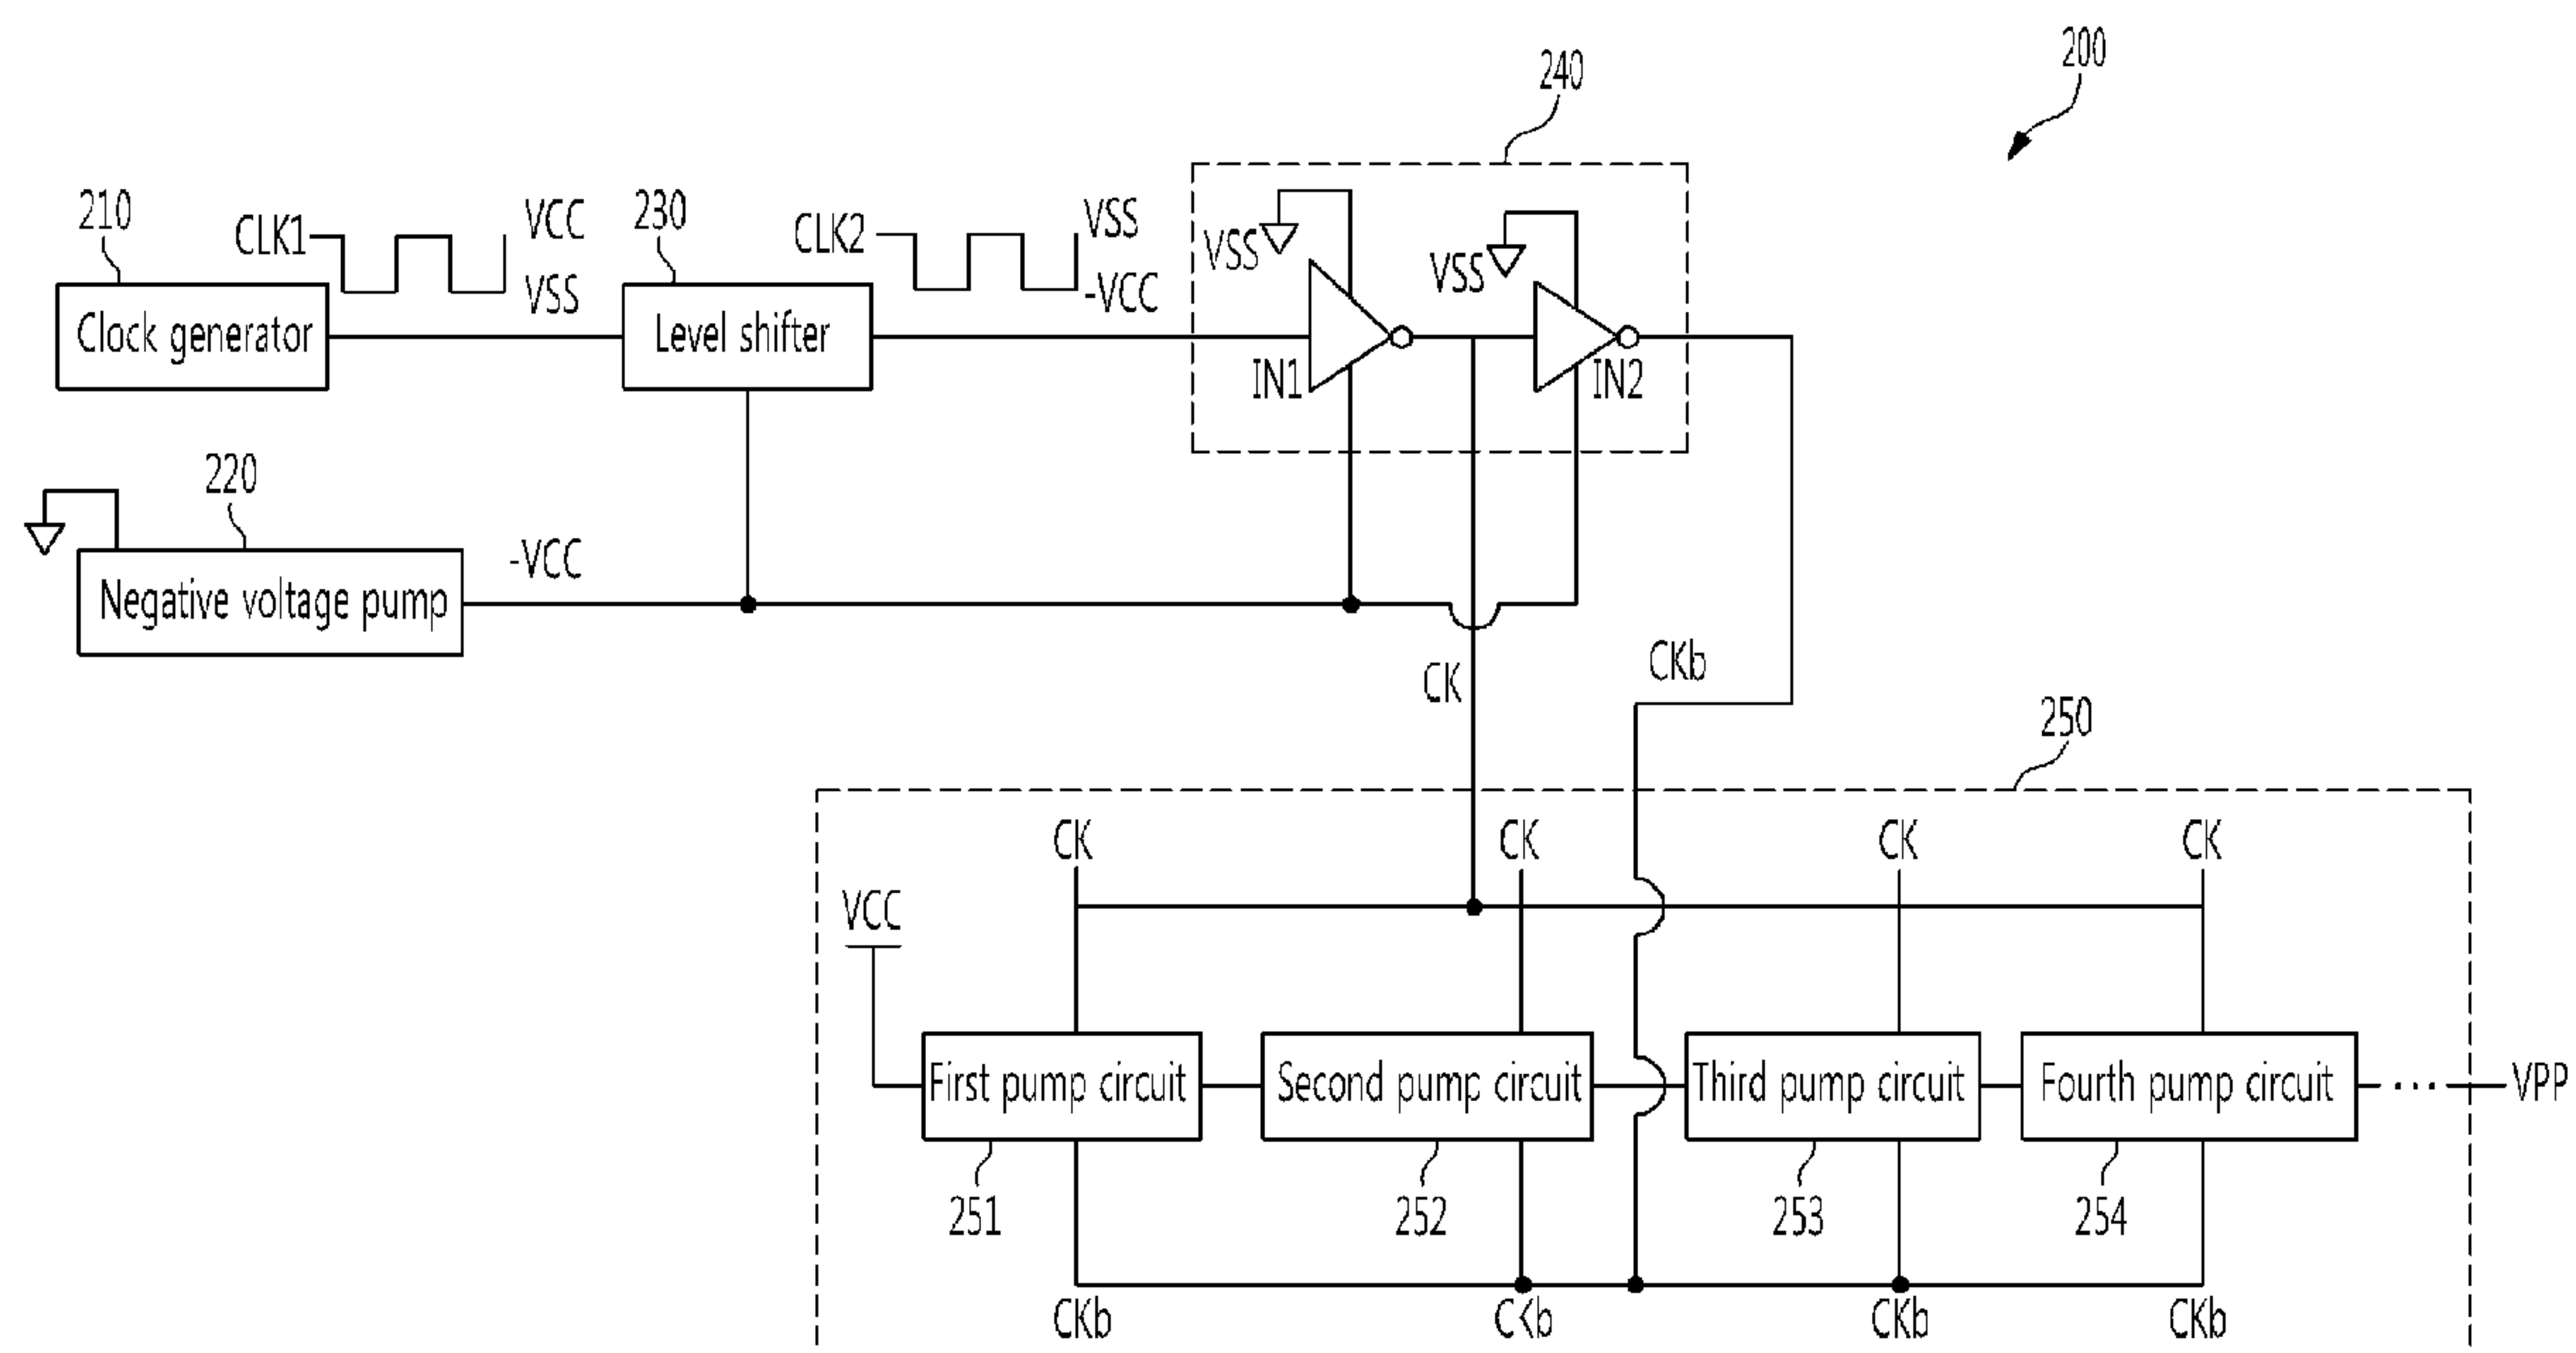 200
240
210
CLK1
VCC
VSS
230
CLK2
VSS
-VCC
VSS
VSS
Clock generator
Level shifter
IN1
IN2
220
-VCC
Negative voltage pump
CK
CKb
250
CK
CK
CK
CK
VCC
First pump circuit
Second pump circuit
Third pump circuit
Fourth pump circuit
...
VPP
251
252
253
254
CKb
CKb
CKb
CKb